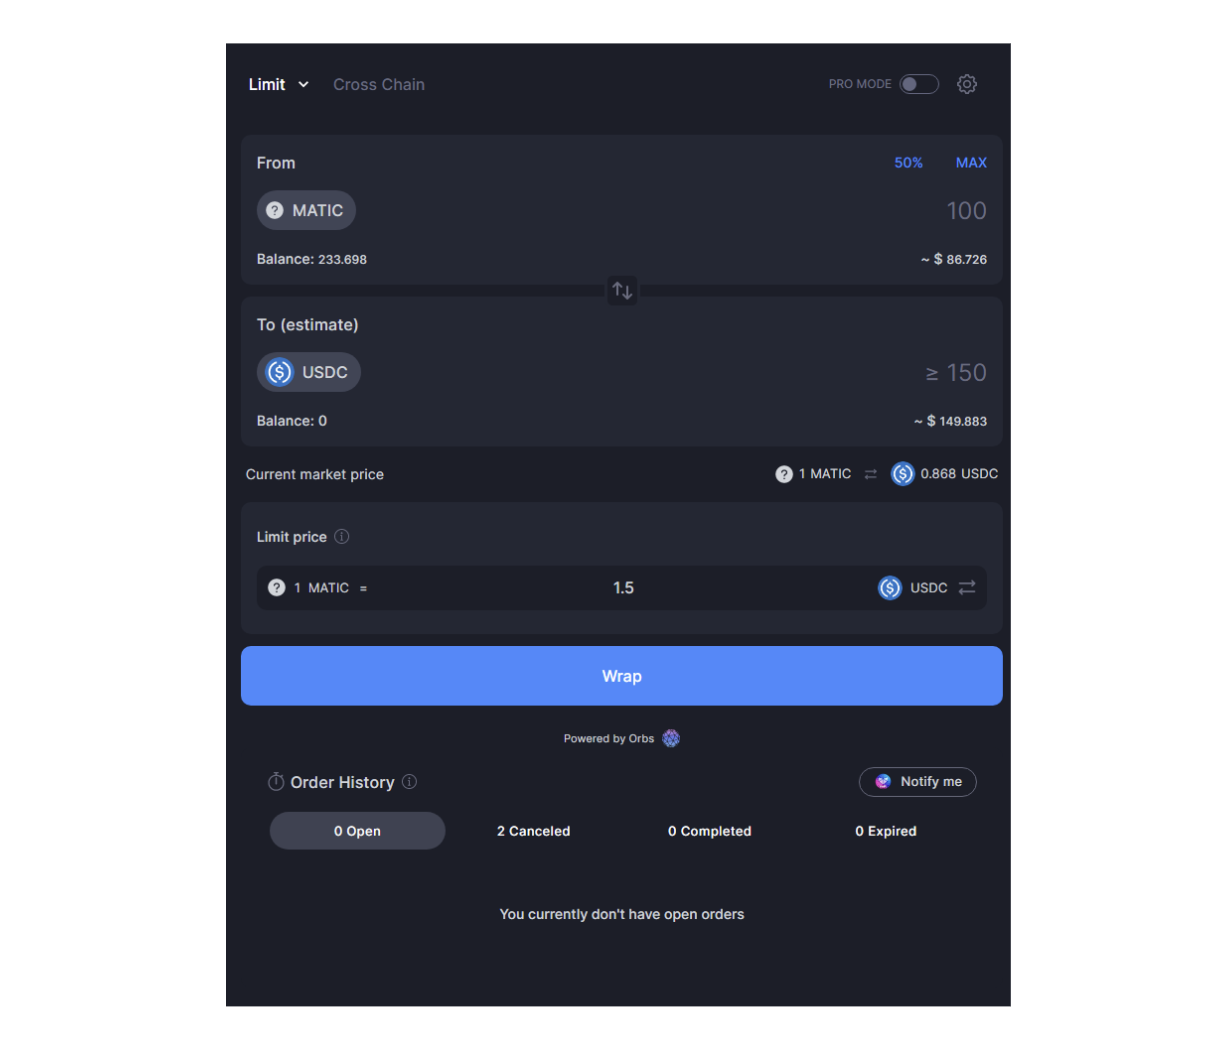 Limit Cross Chain PRO MODE
From 50% MAX
? MATIC 100
Balance: 233.698 ~ $ 86.726
To (estimate)
$ USDC ≥ 150
Balance: 0 ~ $ 149.883
Current market price ? 1 MATIC ⇄ $ 0.868 USDC
Limit price
? 1 MATIC = 1.5 $ USDC
Wrap
Powered by Orbs
Order History Notify me
0 Open 2 Canceled 0 Completed 0 Expired
You currently don't have open orders